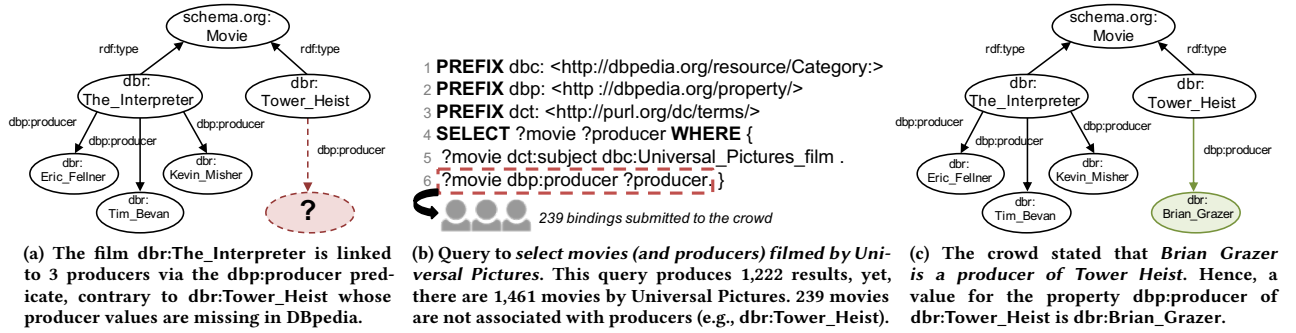 schema.org:
Movie
rdf:type
rdf:type
dbr:
The_Interpreter
dbr:
Tower_Heist
dbp:producer
dbp:producer
dbp:producer
dbp:producer
dbr:
Eric_Fellner
dbr:
Kevin_Misher
dbr:
Tim_Bevan
?
(a) The film dbr:The_Interpreter is linked
to 3 producers via the dbp:producer pred-
icate, contrary to dbr:Tower_Heist whose
producer values are missing in DBpedia.
1 PREFIX dbc: <http://dbpedia.org/resource/Category:>
2 PREFIX dbp: <http ://dbpedia.org/property/>
3 PREFIX dct: <http://purl.org/dc/terms/>
4 SELECT ?movie ?producer WHERE {
5 ?movie dct:subject dbc:Universal_Pictures_film .
6 ?movie dbp:producer ?producer. }
239 bindings submitted to the crowd
(b) Query to select movies (and producers) filmed by Uni-
versal Pictures. This query produces 1,222 results, yet,
there are 1,461 movies by Universal Pictures. 239 movies
are not associated with producers (e.g., dbr:Tower_Heist).
schema.org:
Movie
rdf:type
rdf:type
dbr:
The_Interpreter
dbr:
Tower_Heist
dbp:producer
dbp:producer
dbp:producer
dbp:producer
dbr:
Eric_Fellner
dbr:
Kevin_Misher
dbr:
Tim_Bevan
dbr:
Brian_Grazer
(c) The crowd stated that Brian Grazer
is a producer of Tower Heist. Hence, a
value for the property dbp:producer of
dbr:Tower_Heist is dbr:Brian_Grazer.